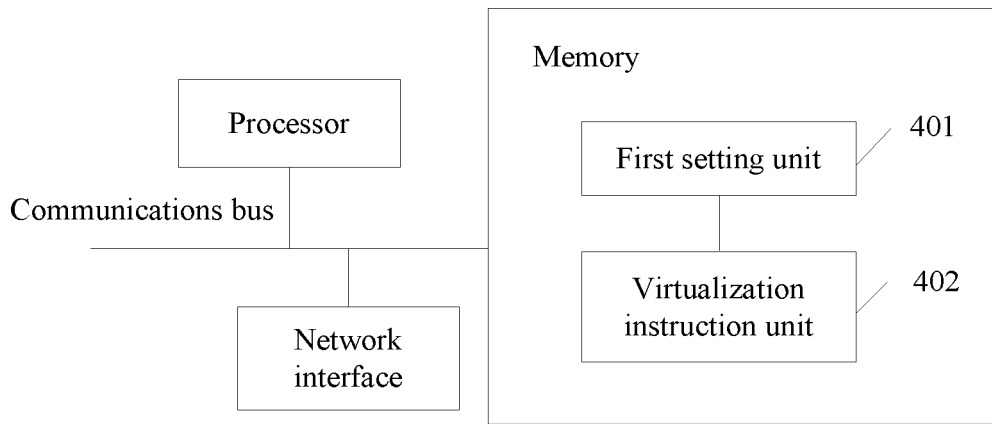 Memory
Processor
401
First setting unit
Communications bus
402
Virtualization
instruction unit
Network
interface